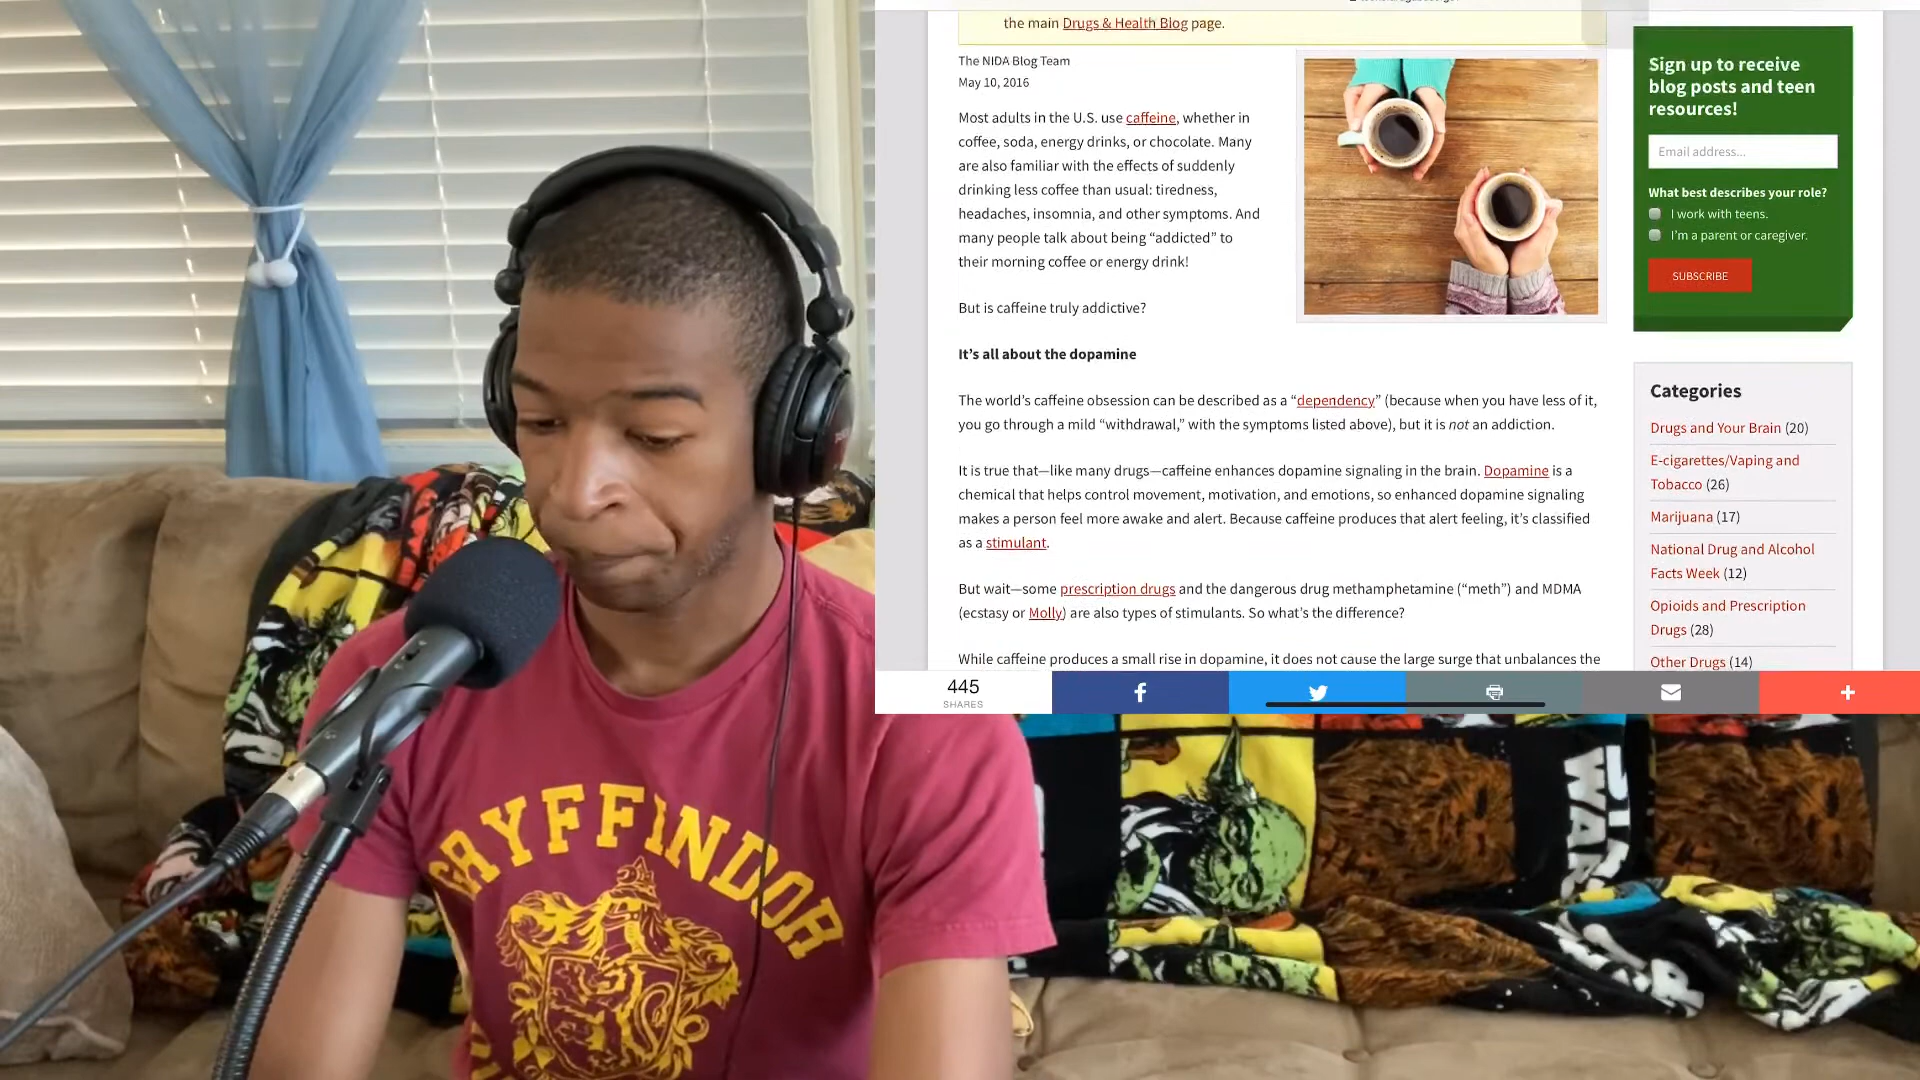 the main Drugs & Health Blog page.
The NIDA Blog Team
May 10, 2016
Most adults in the U.S. use caffeine, whether in
coffee, soda, energy drinks, or chocolate. Many
are also familiar with the effects of suddenly
drinking less coffee than usual: tiredness,
headaches, insomnia, and other symptoms. And
many people talk about being “addicted” to
their morning coffee or energy drink!
But is caffeine truly addictive?
It’s all about the dopamine
The world’s caffeine obsession can be described as a “dependency” (because when you have less of it,
you go through a mild “withdrawal,” with the symptoms listed above), but it is not an addiction.
It is true that—like many drugs—caffeine enhances dopamine signaling in the brain. Dopamine is a
chemical that helps control movement, motivation, and emotions, so enhanced dopamine signaling
makes a person feel more awake and alert. Because caffeine produces that alert feeling, it’s classified
as a stimulant.
But wait—some prescription drugs and the dangerous drug methamphetamine (“meth”) and MDMA
(ecstasy or Molly) are also types of stimulants. So what’s the difference?
While caffeine produces a small rise in dopamine, it does not cause the large surge that unbalances the
Sign up to receive
blog posts and teen
resources!
Email address...
What best describes your role?
I work with teens.
I’m a parent or caregiver.
SUBSCRIBE
Categories
Drugs and Your Brain (20)
E-cigarettes/Vaping and
Tobacco (26)
Marijuana (17)
National Drug and Alcohol
Facts Week (12)
Opioids and Prescription
Drugs (28)
Other Drugs (14)
445
SHARES
GRYFFINDOR
STAR
WARS